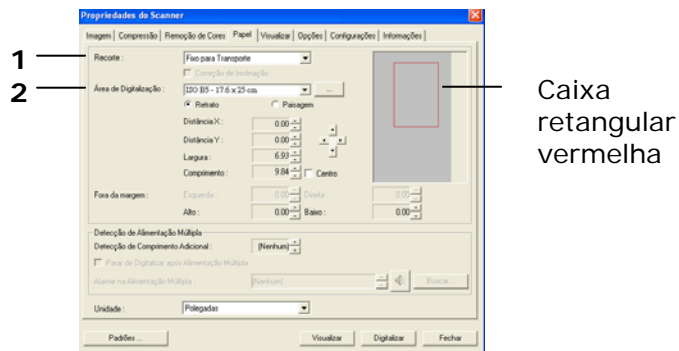 Propriedades do Scanner
Imagem Compressão Remoção de Cores Papel Visualizar Opções Configurações Informações
1 Recorte : Fixo para Transporte
Correção de Inclinação
2 Área de Digitalização : ISO B5 - 17.6 x 25 cm ...
Retrato Paisagem
Distância X : 0.00
Distância Y : 0.00
Largura : 6.93
Comprimento : 9.84 Centro
Fora da margem : Esquerda : 0.00 Direita : 0.00
Alto : 0.00 Baixo : 0.00
Detecção de Alimentação Múltipla
Detecção de Comprimento Adicional : (Nenhum)
Parar de Digitalizar após Alimentação Múltipla
Alarme na Alimentação Múltipla (Nenhum) Buscar...
Unidade : Polegadas
Padrões ... Visualizar Digitalizar Fechar
Caixa
retangular
vermelha